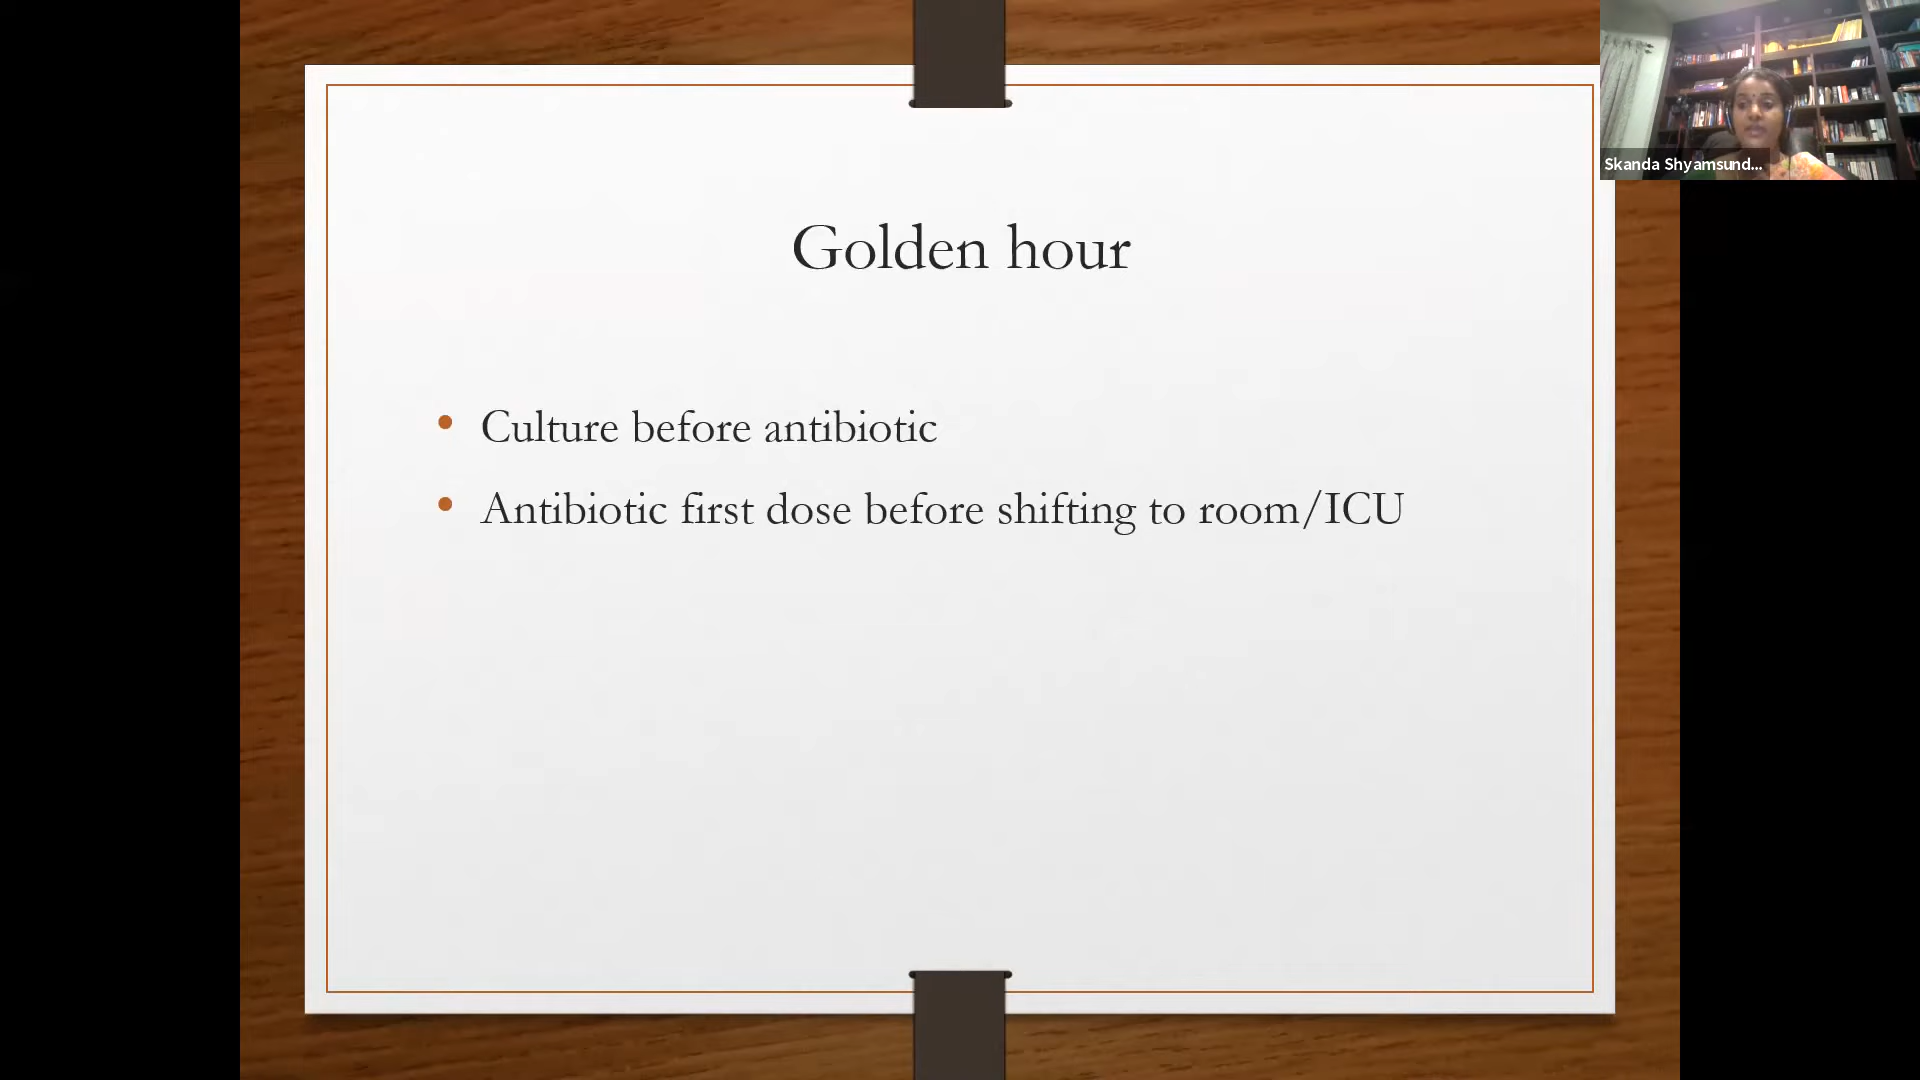 Golden hour
Culture before antibiotic
Antibiotic first dose before shifting to room/ICU
Skanda Shyamsund...